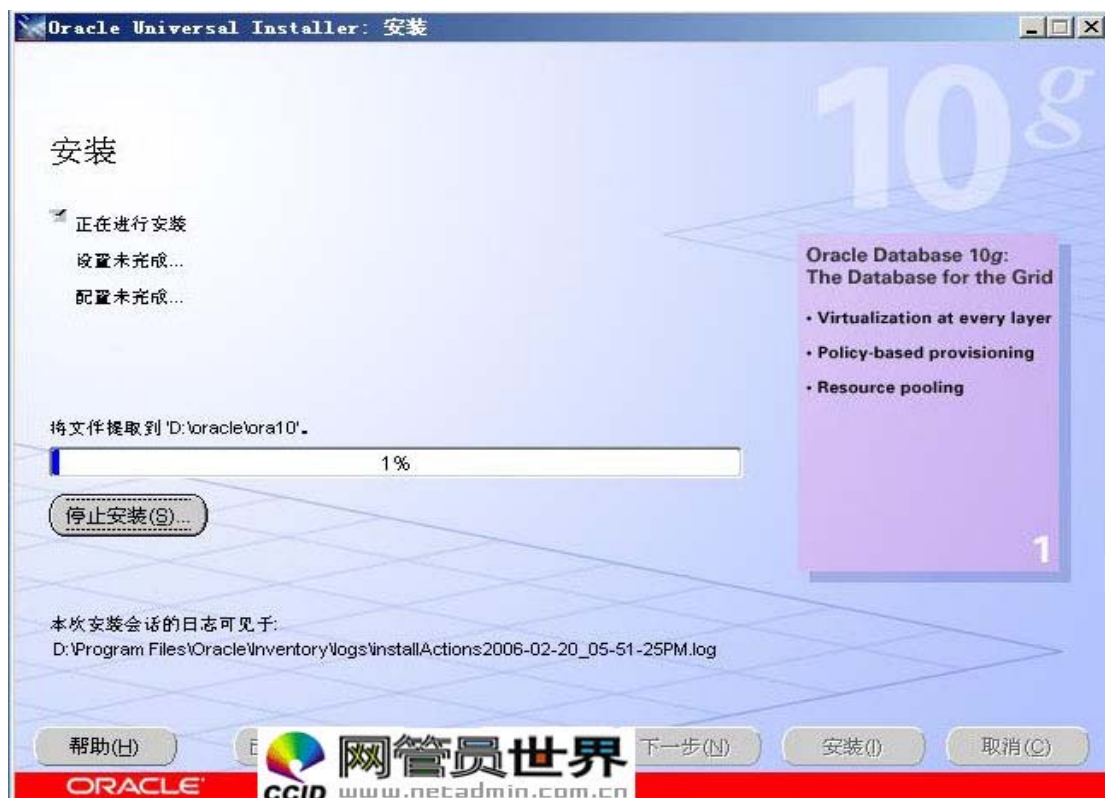 Oracle Universal Installer: 安装
10g
安装
正在进行安装
设置未完成...
配置未完成...
Oracle Database 10g:
The Database for the Grid
• Virtualization at every layer
• Policy-based provisioning
• Resource pooling
将文件提取到 'D:\oracle\ora10'。
1%
停止安装(S)...
1
本次安装会话的日志可见于:
D:\Program Files\Oracle\Inventory\logs\installActions2006-02-20_05-51-25PM.log
帮助(H)
下一步(N)
安装(I)
取消(C)
网管员世界
ORACLE
CCID www.netadmin.com.cn